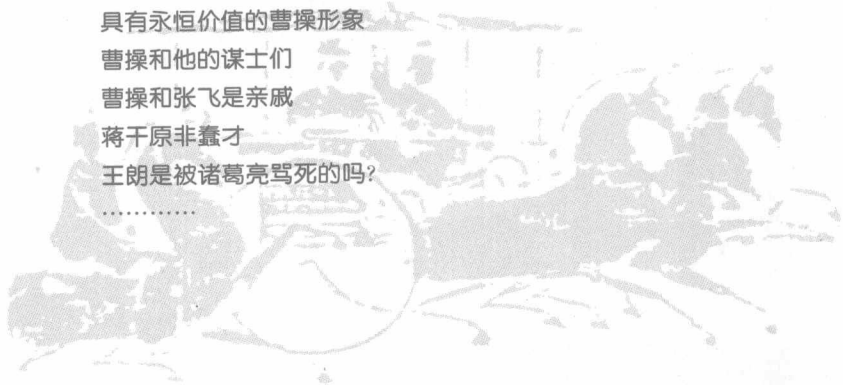 具有永恒价值的曹操形象
曹操和他的谋士们
曹操和张飞是亲戚
蒋干原非蠢才
王朗是被诸葛亮骂死的吗?
…………